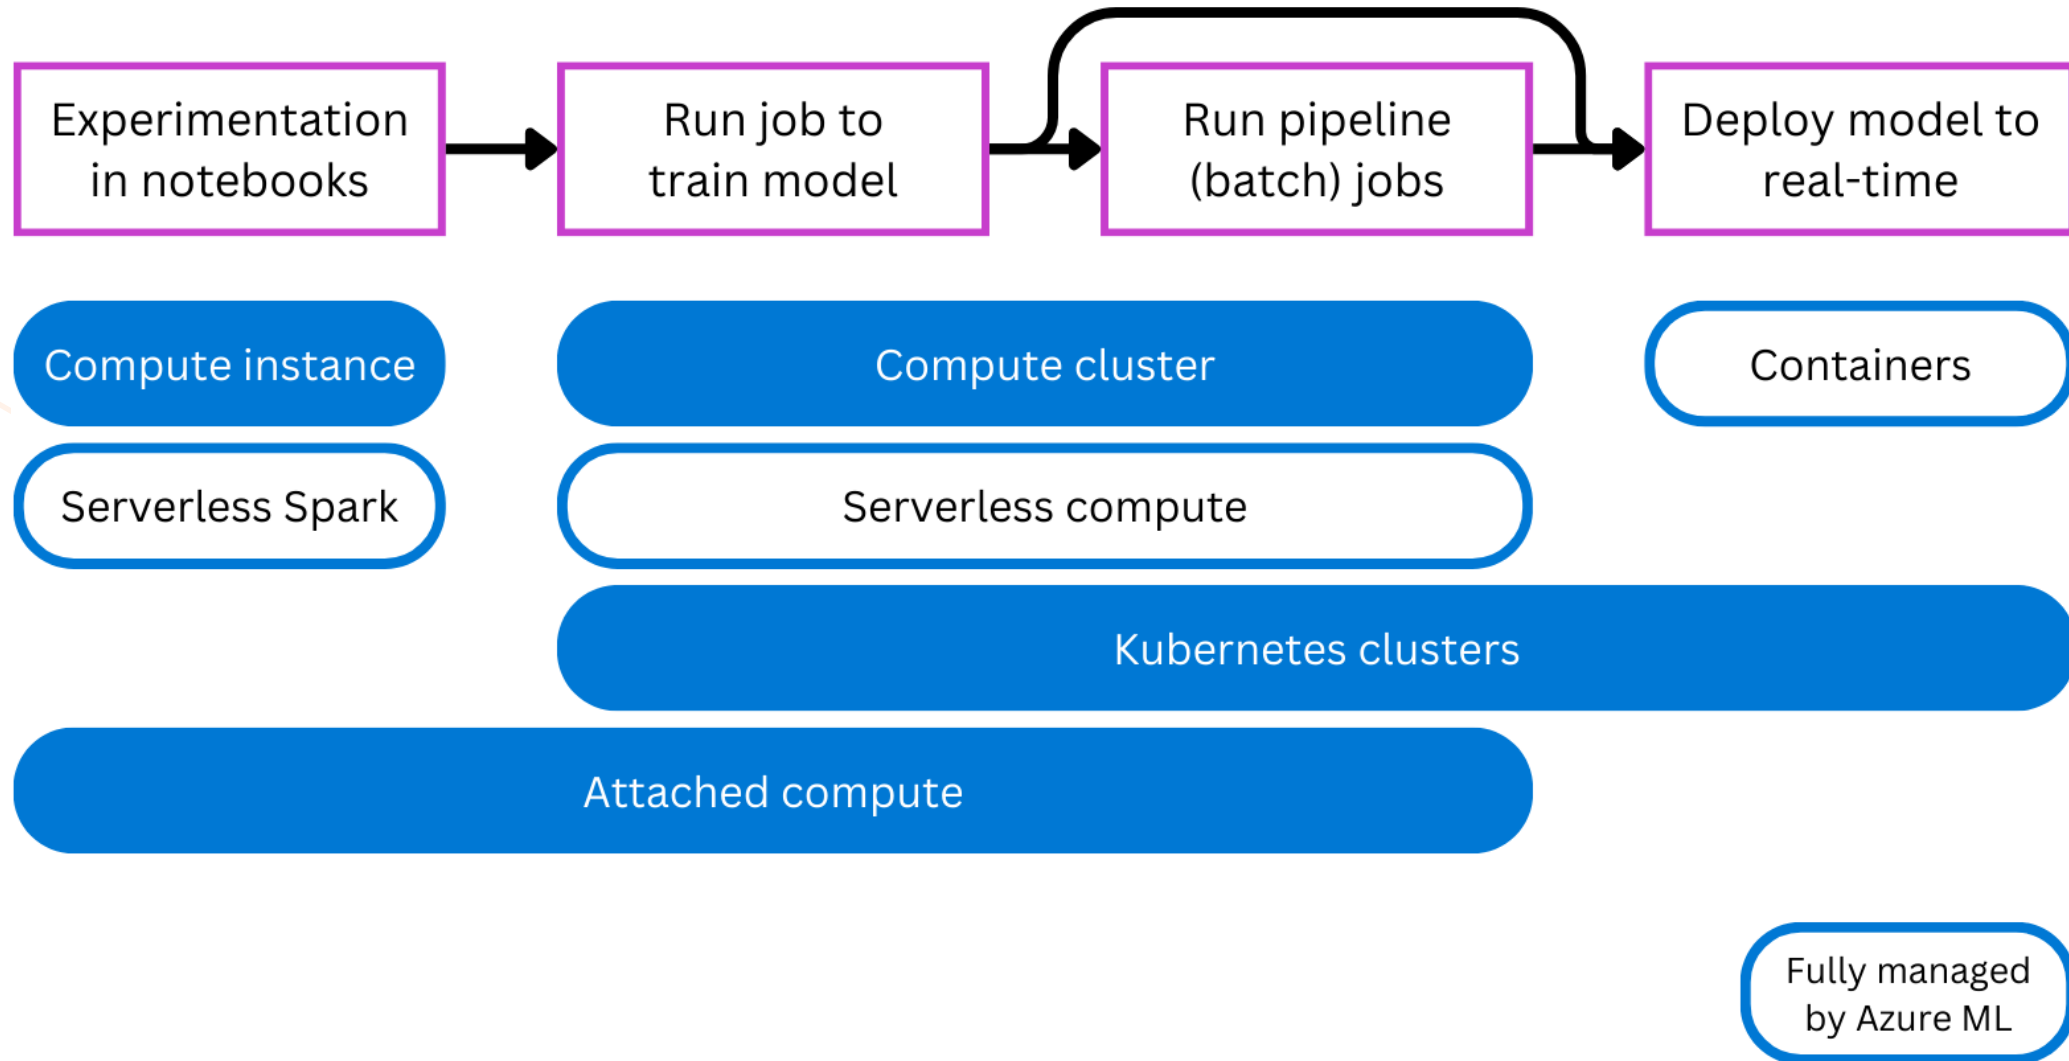 Experimentation
in notebooks
Run job to
train model
Run pipeline
(batch) jobs
Deploy model to
real-time
Compute instance
Compute cluster
Containers
Serverless Spark
Serverless compute
Kubernetes clusters
Attached compute
Fully managed
by Azure ML